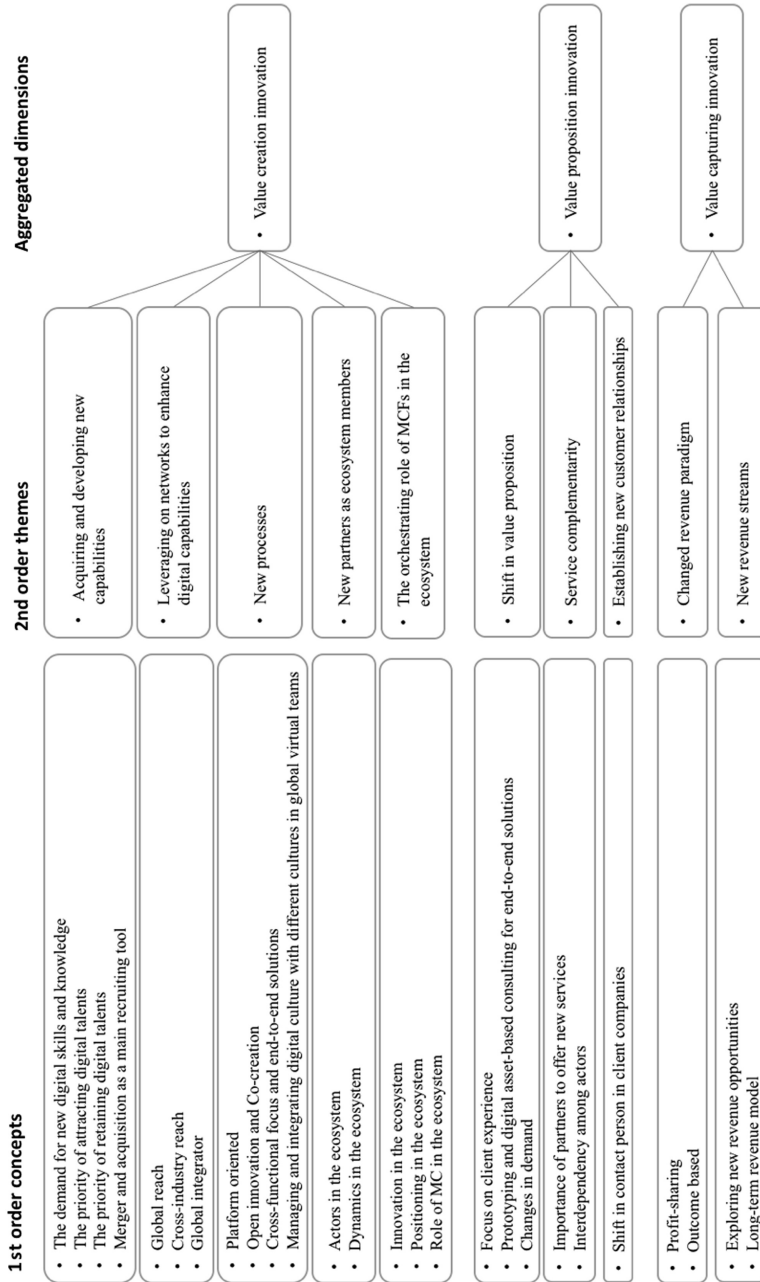 1st order concepts
2nd order themes
Aggregated dimensions
• The demand for new digital skills and knowledge
• The priority of attracting digital talents
• The priority of retaining digital talents
• Merger and acquisition as a main recruiting tool
• Acquiring and developing new
capabilities
• Global reach
• Cross-industry reach
• Global integrator
• Leveraging on networks to enhance
digital capabilities
• Platform oriented
• Open innovation and Co-creation
• Cross-functional focus and end-to-end solutions
• Managing and integrating digital culture with different cultures in global virtual teams
• New processes
• Value creation innovation
• Actors in the ecosystem
• Dynamics in the ecosystem
• New partners as ecosystem members
• Innovation in the ecosystem
• Positioning in the ecosystem
• Role of MC in the ecosystem
• The orchestrating role of MCFs in the
ecosystem
• Focus on client experience
• Prototyping and digital asset-based consulting for end-to-end solutions
• Changes in demand
• Shift in value proposition
• Importance of partners to offer new services
• Interdependency among actors
• Service complementarity
• Value proposition innovation
• Shift in contact person in client companies
• Establishing new customer relationships
• Profit-sharing
• Outcome based
• Changed revenue paradigm
• Value capturing innovation
• Exploring new revenue opportunities
• Long-term revenue model
• New revenue streams